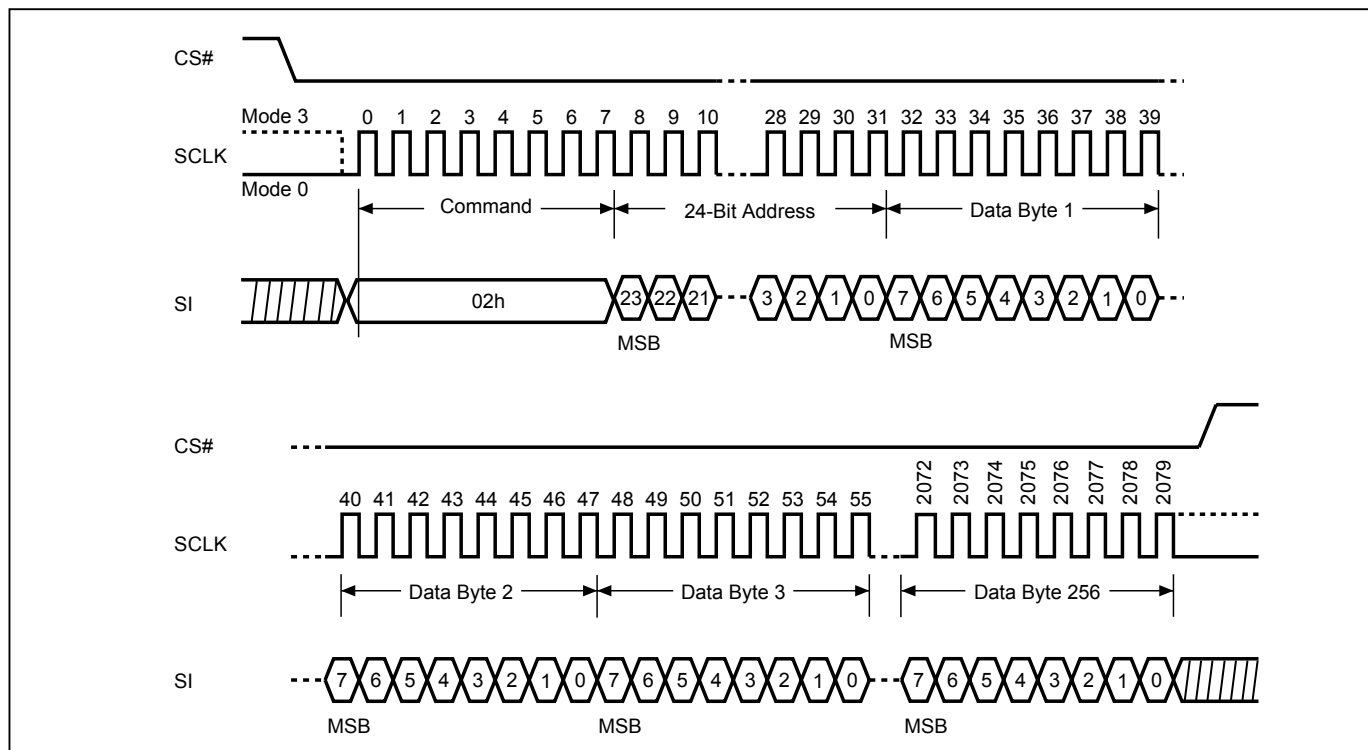 CS#
Mode 3 0 1 2 3 4 5 6 7 8 9 10 28 29 30 31 32 33 34 35 36 37 38 39
SCLK
Mode 0
Command 24-Bit Address Data Byte 1
SI 02h 23 22 21 3 2 1 0 7 6 5 4 3 2 1 0
MSB MSB
CS#
40 41 42 43 44 45 46 47 48 49 50 51 52 53 54 55 2072 2073 2074 2075 2076 2077 2078 2079
SCLK
Data Byte 2 Data Byte 3 Data Byte 256
SI 7 6 5 4 3 2 1 0 7 6 5 4 3 2 1 0 7 6 5 4 3 2 1 0
MSB MSB MSB